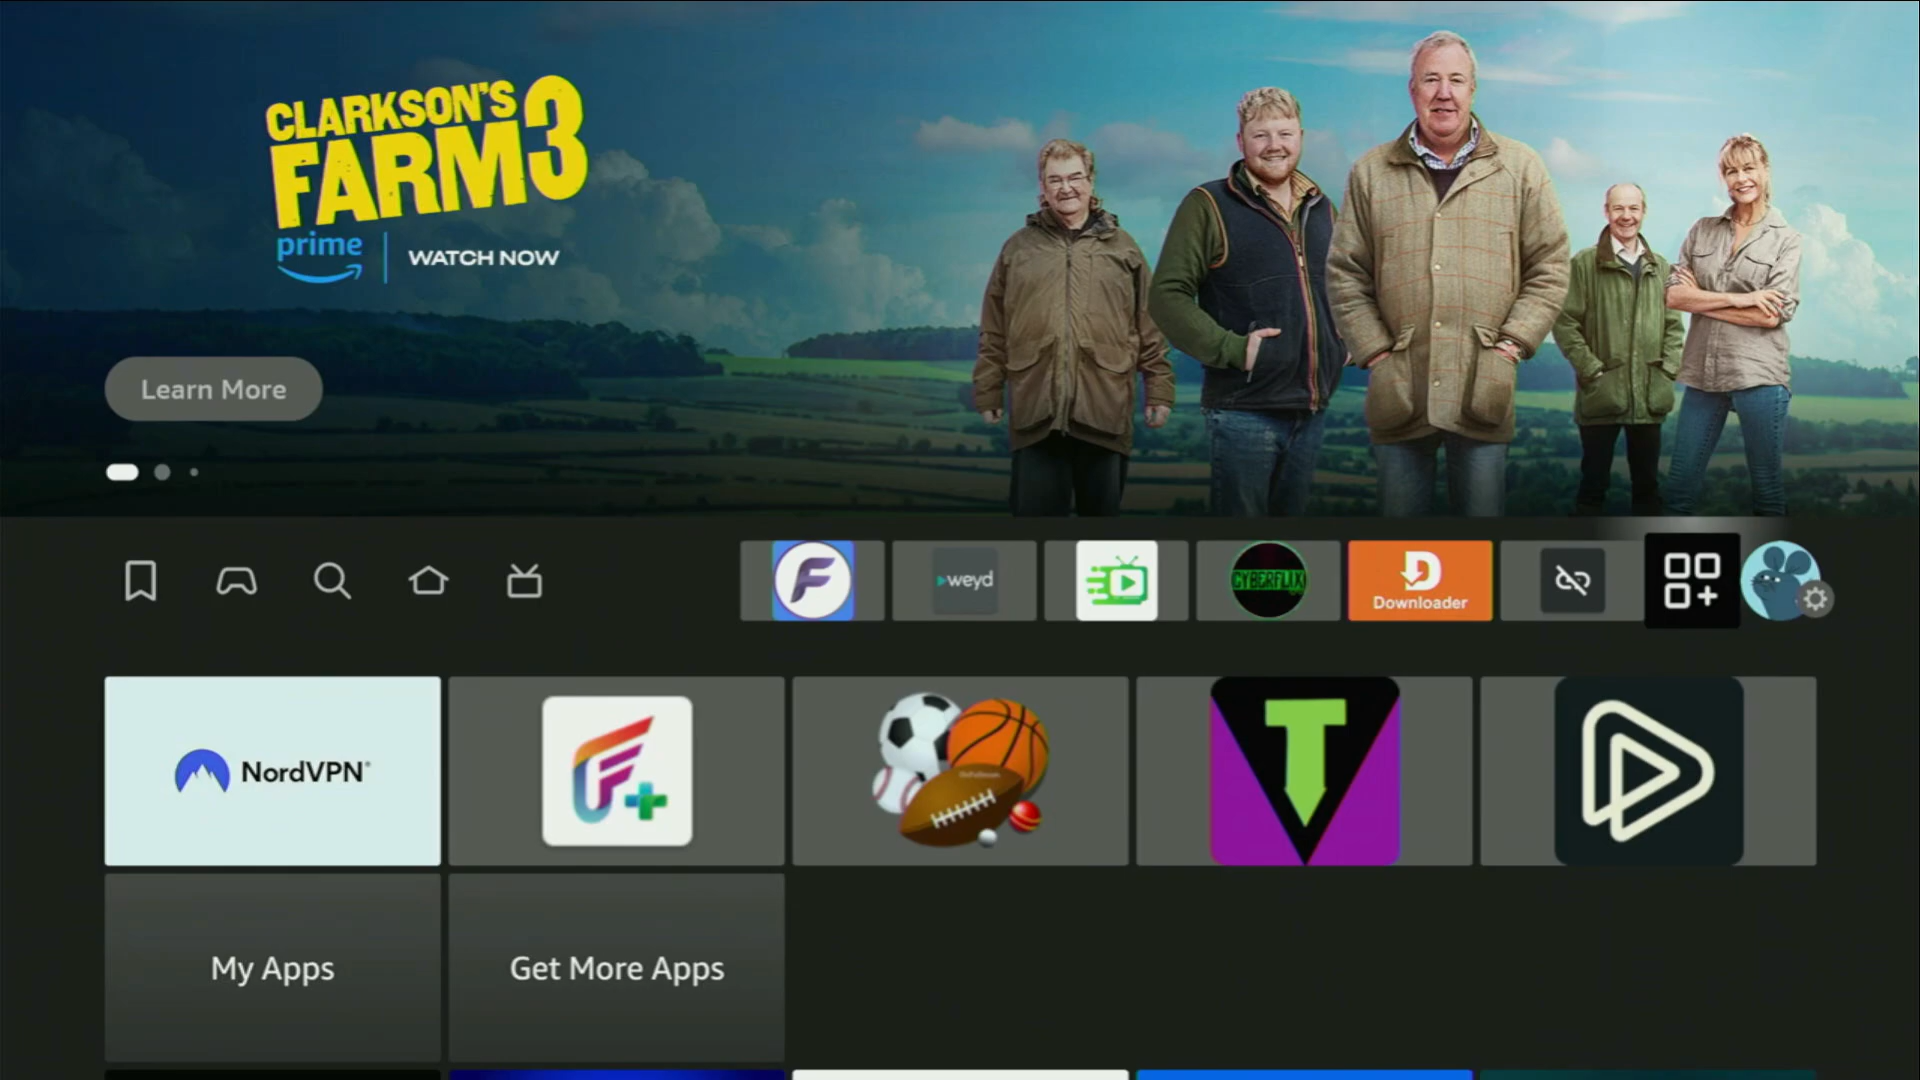 CLARKSON'S
FARM3
prime
WATCH NOW
Learn More
weyd
CYBERFLIX
Downloader
NordVPN®
My Apps
Get More Apps